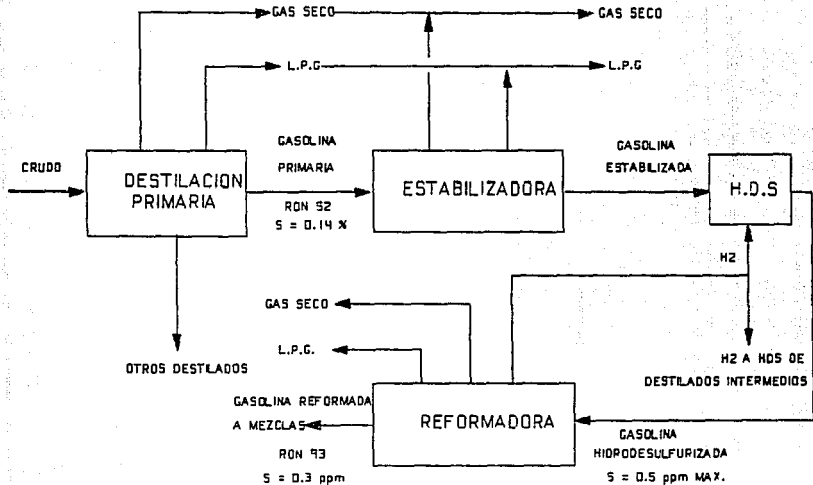 GAS SECO
GAS SECO
L.P.G
L.P.G
CRUDO
DESTILACION
PRIMARIA
GASOLINA
PRIMARIA
RON 52
S = 0.14 %
ESTABILIZADORA
GASOLINA
ESTABILIZADA
H.D.S
H2
GAS SECO
L.P.G.
OTROS DESTILADOS
H2 A HDS DE
DESTILADOS INTERMEDIOS
GASOLINA REFORMADA
A MEZCLAS
RON 93
S = 0.3 ppm
REFORMADORA
GASOLINA
HIDRODESULFURIZADA
S = 0.5 ppm MAX.